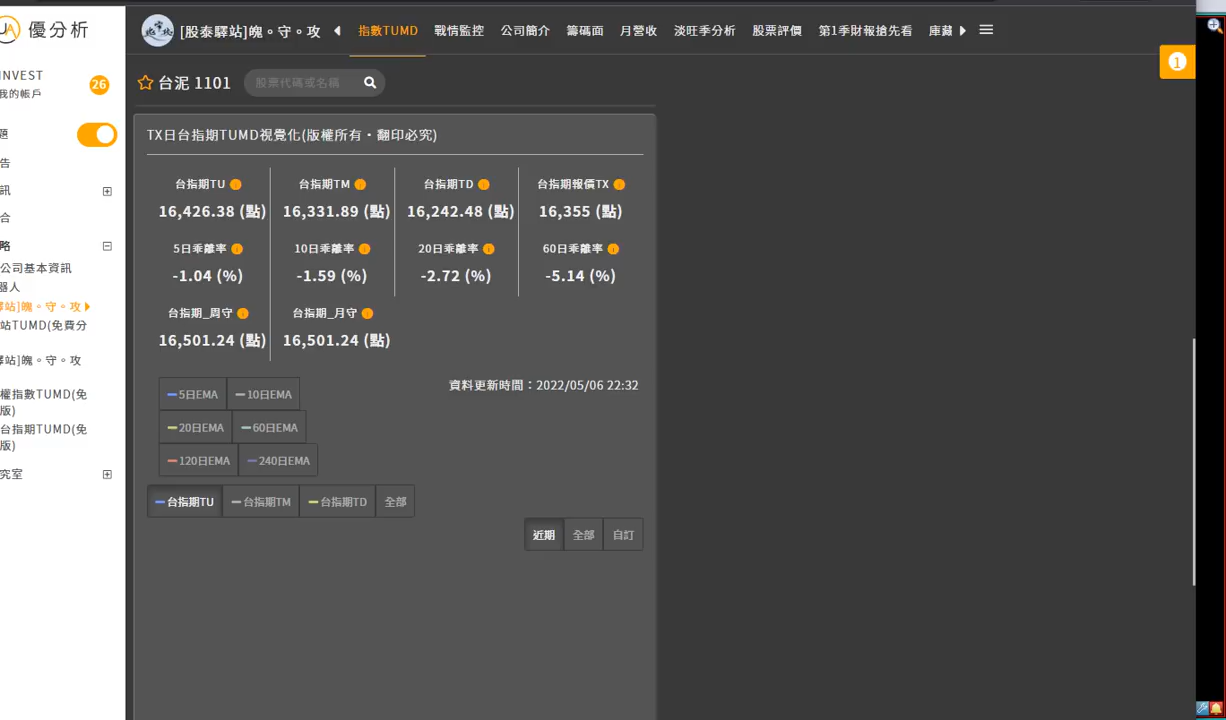 優分析
[股泰驛站]魄。守。攻
指數TUMD
戰情監控
公司簡介
籌碼面
月營收
淡旺季分析
股票評價
第1季財報搶先看
庫藏
1
INVEST
我的帳戶
26
題
告
訊
合
略
公司基本資訊
器人
驛站]魄。守。攻
站TUMD(免費分
驛站]魄。守。攻
權指數TUMD(免
版)
台指期TUMD(免
版)
究室
台泥 1101
股票代碼或名稱
TX日台指期TUMD視覺化(版權所有‧翻印必究)
台指期TU
台指期TM
台指期TD
台指期報價TX
16,426.38 (點)
16,331.89 (點)
16,242.48 (點)
16,355 (點)
5日乖離率
10日乖離率
20日乖離率
60日乖離率
-1.04 (%)
-1.59 (%)
-2.72 (%)
-5.14 (%)
台指期_周守
台指期_月守
16,501.24 (點)
16,501.24 (點)
資料更新時間：2022/05/06 22:32
5日EMA
10日EMA
20日EMA
60日EMA
120日EMA
240日EMA
台指期TU
台指期TM
台指期TD
全部
近期
全部
自訂